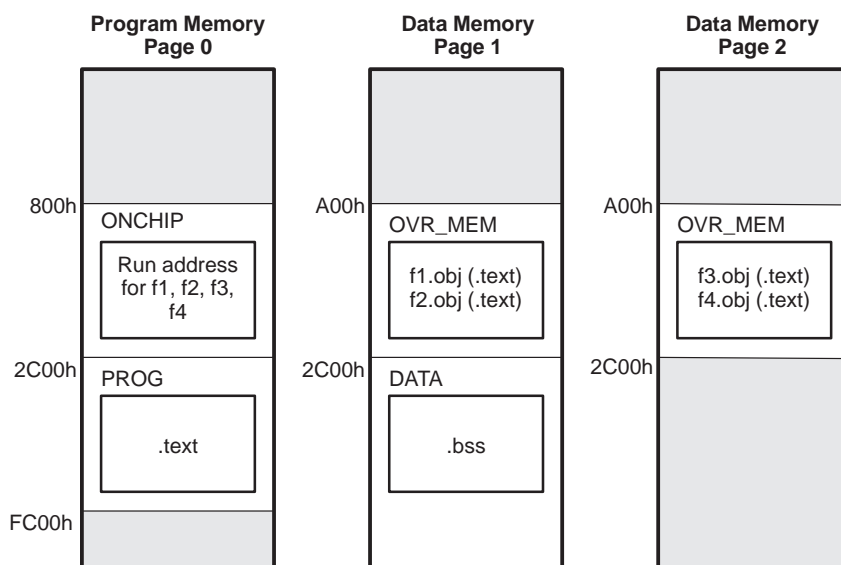 Program Memory
Page 0
800h
ONCHIP
Run address
for f1, f2, f3,
f4
2C00h
PROG
.text
FC00h
Data Memory
Page 1
A00h
OVR_MEM
f1.obj (.text)
f2.obj (.text)
2C00h
DATA
.bss
Data Memory
Page 2
A00h
OVR_MEM
f3.obj (.text)
f4.obj (.text)
2C00h